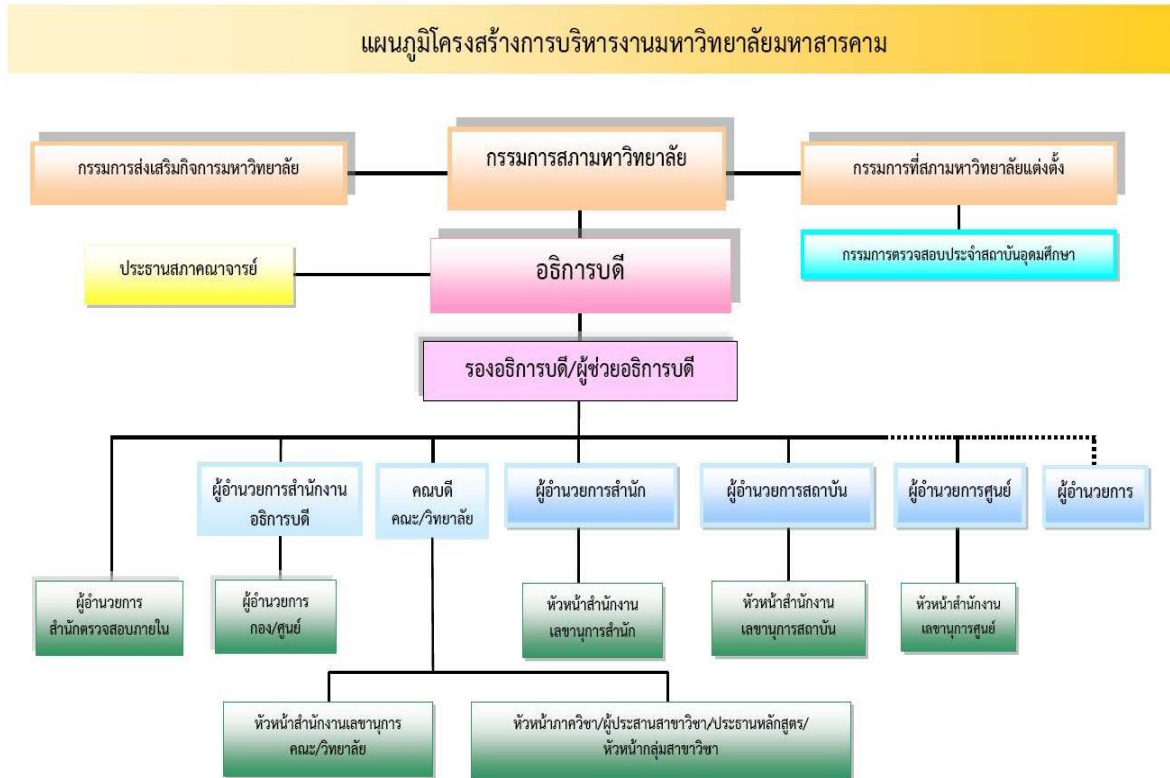 แผนภูมิโครงสร้างการบริหารงานมหาวิทยาลัยมหาสารคาม
กรรมการส่งเสริมกิจการมหาวิทยาลัย
กรรมการสภามหาวิทยาลัย
กรรมการที่สภามหาวิทยาลัยแต่งตั้ง
ประธานสภาคณาจารย์
อธิการบดี
กรรมการตรวจสอบประจำสถาบันอุดมศึกษา
รองอธิการบดี/ผู้ช่วยอธิการบดี
ผู้อำนวยการสำนักงาน
อธิการบดี
คณบดี
คณะ/วิทยาลัย
ผู้อำนวยการสำนัก
ผู้อำนวยการสถาบัน
ผู้อำนวยการศูนย์
ผู้อำนวยการ
ผู้อำนวยการ
สำนักตรวจสอบภายใน
ผู้อำนวยการ
กอง/ศูนย์
หัวหน้าสำนักงาน
เลขานุการสำนัก
หัวหน้าสำนักงาน
เลขานุการสถาบัน
หัวหน้าสำนักงาน
เลขานุการศูนย์
หัวหน้าสำนักงานเลขานุการ
คณะ/วิทยาลัย
หัวหน้าภาควิชา/ผู้ประสานสาขาวิชา/ประธานหลักสูตร/
หัวหน้ากลุ่มสาขาวิชา